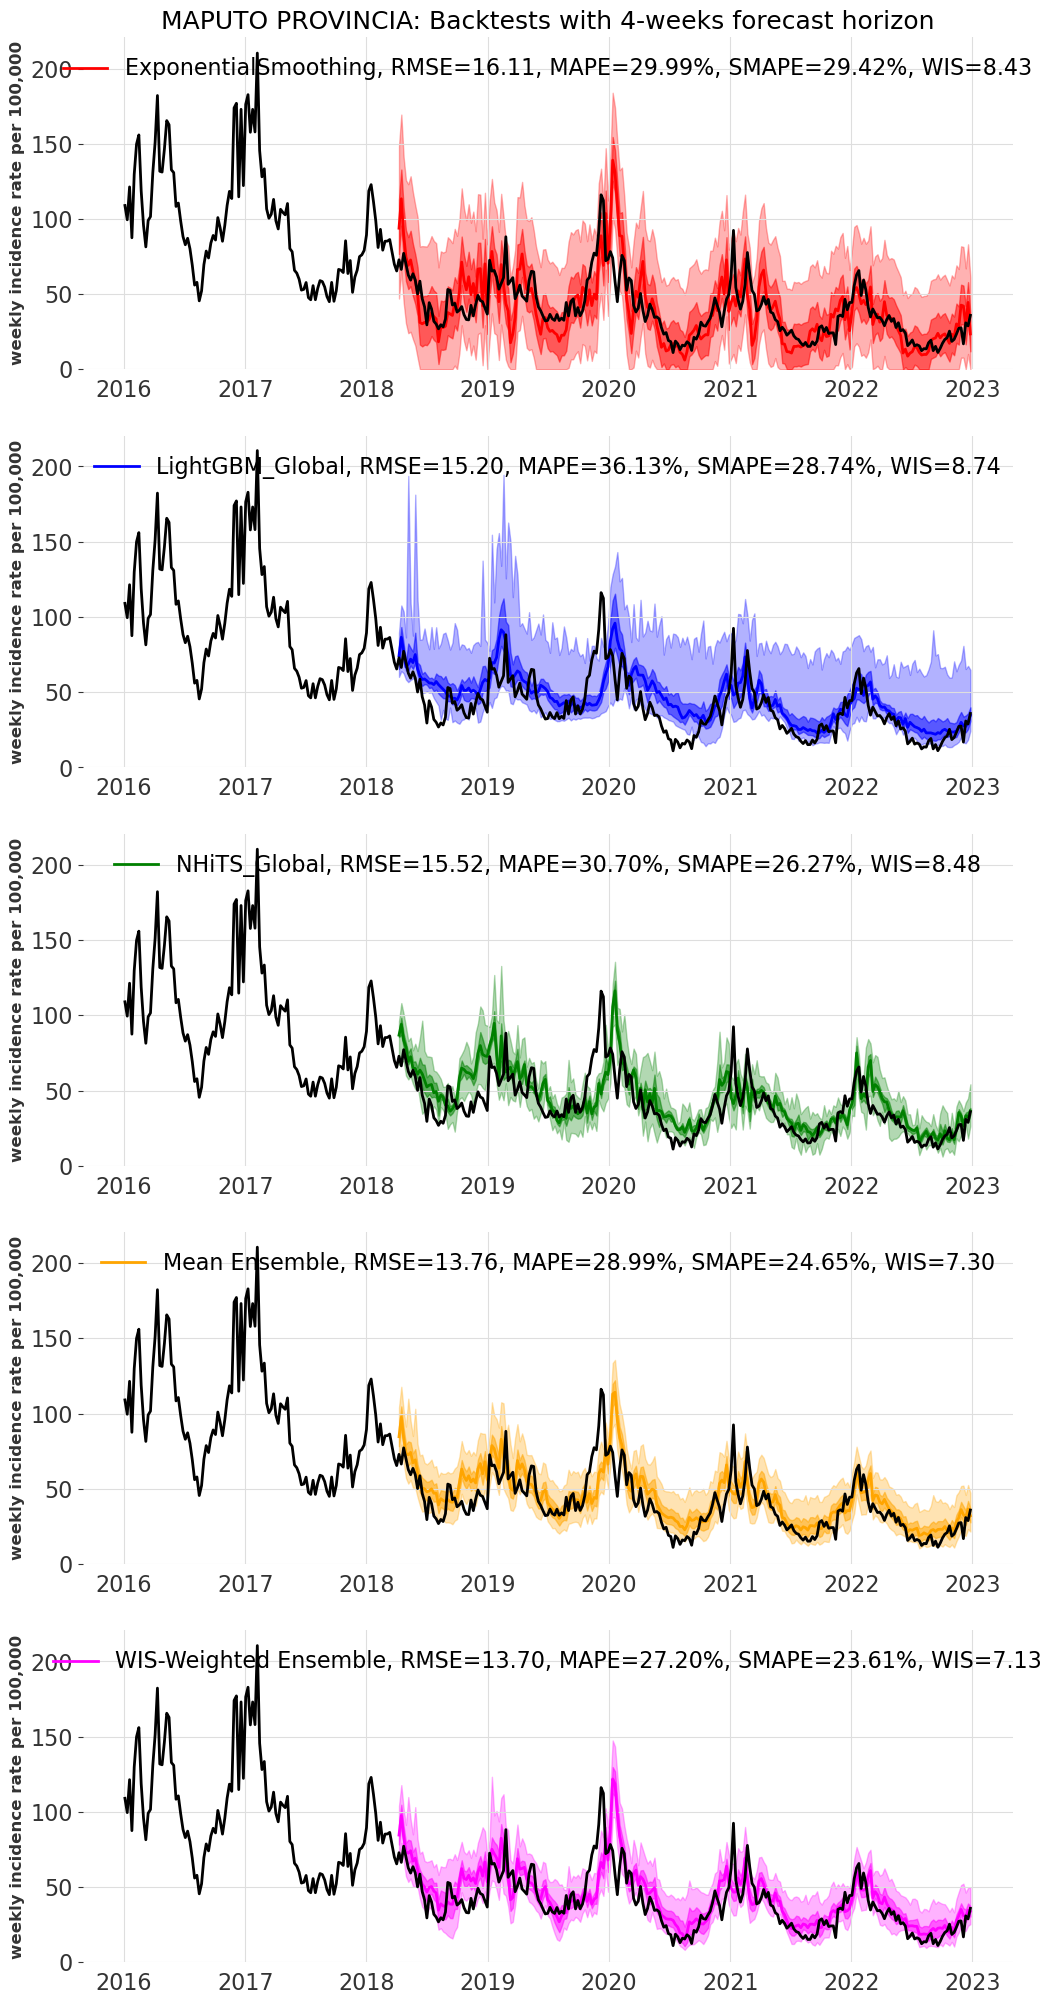 MAPUTO PROVINCIA: Backtests with 4-weeks forecast horizon
weekly incidence rate per 100,000
ExponentialSmoothing, RMSE=16.11, MAPE=29.99%, SMAPE=29.42%, WIS=8.43
200
150
100
50
0
2016 2017 2018 2019 2020 2021 2022 2023
weekly incidence rate per 100,000
LightGBM_Global, RMSE=15.20, MAPE=36.13%, SMAPE=28.74%, WIS=8.74
200
150
100
50
0
2016 2017 2018 2019 2020 2021 2022 2023
weekly incidence rate per 100,000
NHiTS_Global, RMSE=15.52, MAPE=30.70%, SMAPE=26.27%, WIS=8.48
200
150
100
50
0
2016 2017 2018 2019 2020 2021 2022 2023
weekly incidence rate per 100,000
Mean Ensemble, RMSE=13.76, MAPE=28.99%, SMAPE=24.65%, WIS=7.30
200
150
100
50
0
2016 2017 2018 2019 2020 2021 2022 2023
weekly incidence rate per 100,000
WIS-Weighted Ensemble, RMSE=13.70, MAPE=27.20%, SMAPE=23.61%, WIS=7.13
200
150
100
50
0
2016 2017 2018 2019 2020 2021 2022 2023